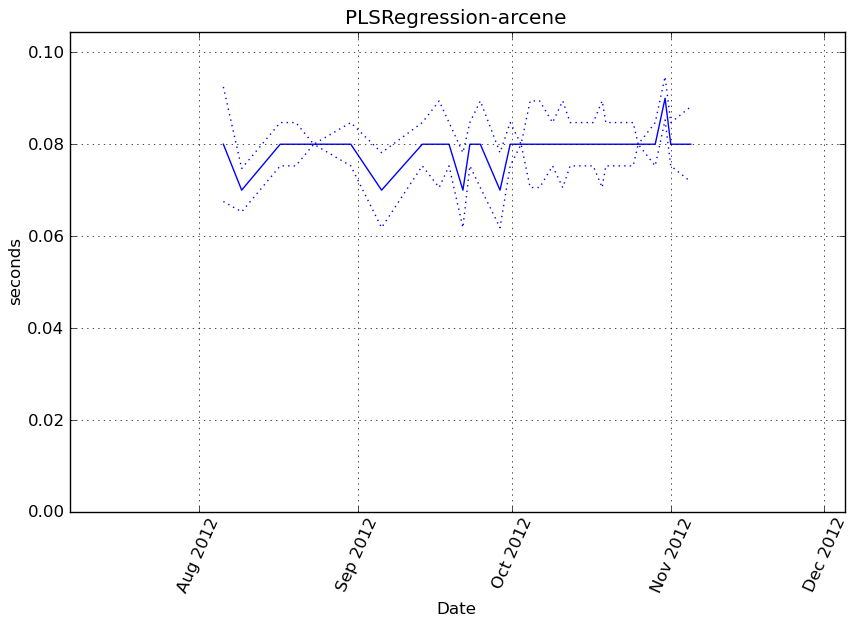 PLSRegression-arcene
0.10
0.08
0.06
0.04
0.02
0.00
seconds
Aug 2012
Sep 2012
Oct 2012
Nov 2012
Dec 2012
Date